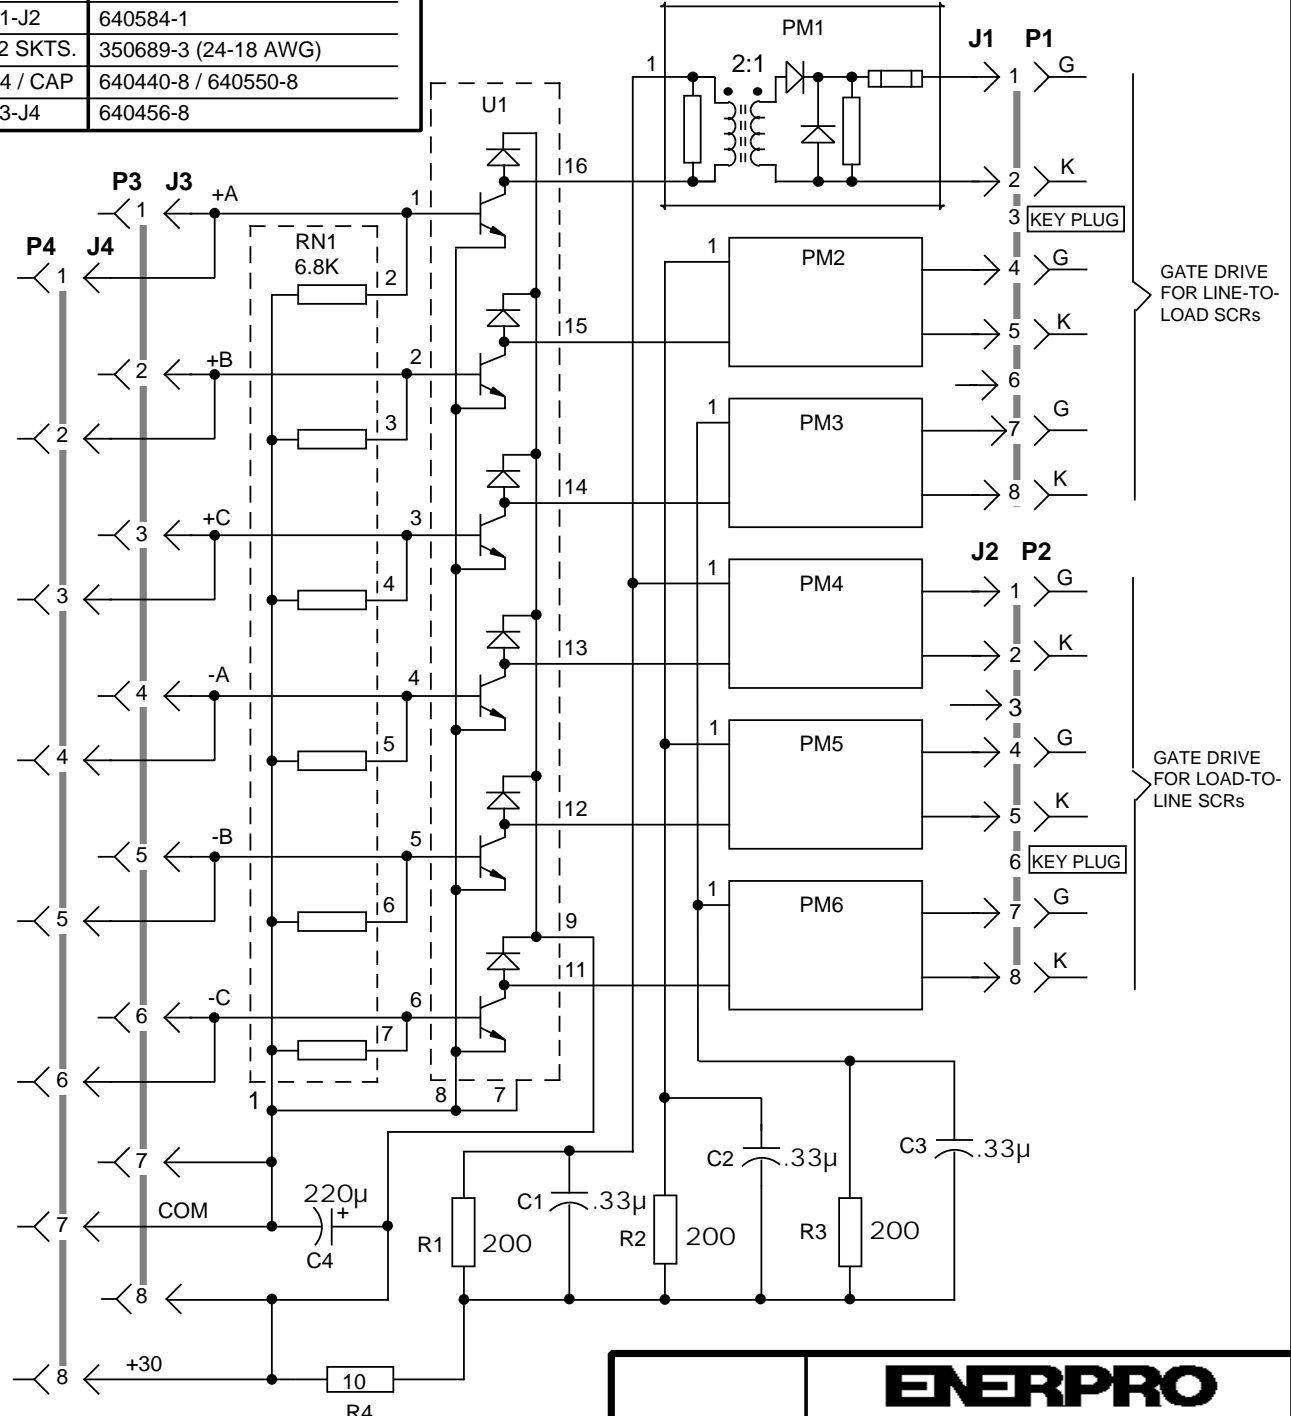 1-J2 640584-1
2 SKTS. 350689-3 (24-18 AWG)
4 / CAP 640440-8 / 640550-8
3-J4 640456-8
PM1
1
2:1
J1 P1
1 G
2 K
3 KEY PLUG
4 G
5 K
6
7 G
8 K
GATE DRIVE
FOR LINE-TO-
LOAD SCRs
U1
16
15
14
13
12
9
11
8 7
P3 J3
P4 J4
+A
1
1
1
RN1
6.8K
2
+B
2
2
2
3
+C
3
3
3
4
-A
4
4
4
5
-B
5
5
5
6
-C
6
6
6
7
1
7
7 COM
8
8 +30
220µ
+
C4
10
R4
1
PM2
1
PM3
1
PM4
1
PM5
1
PM6
J2 P2
1 G
2 K
3
4 G
5 K
6 KEY PLUG
7 G
8 K
GATE DRIVE
FOR LOAD-TO-
LINE SCRs
R1 200
C1 .33µ
R2 200
C2 .33µ
R3 200
C3 .33µ
ENERPRO